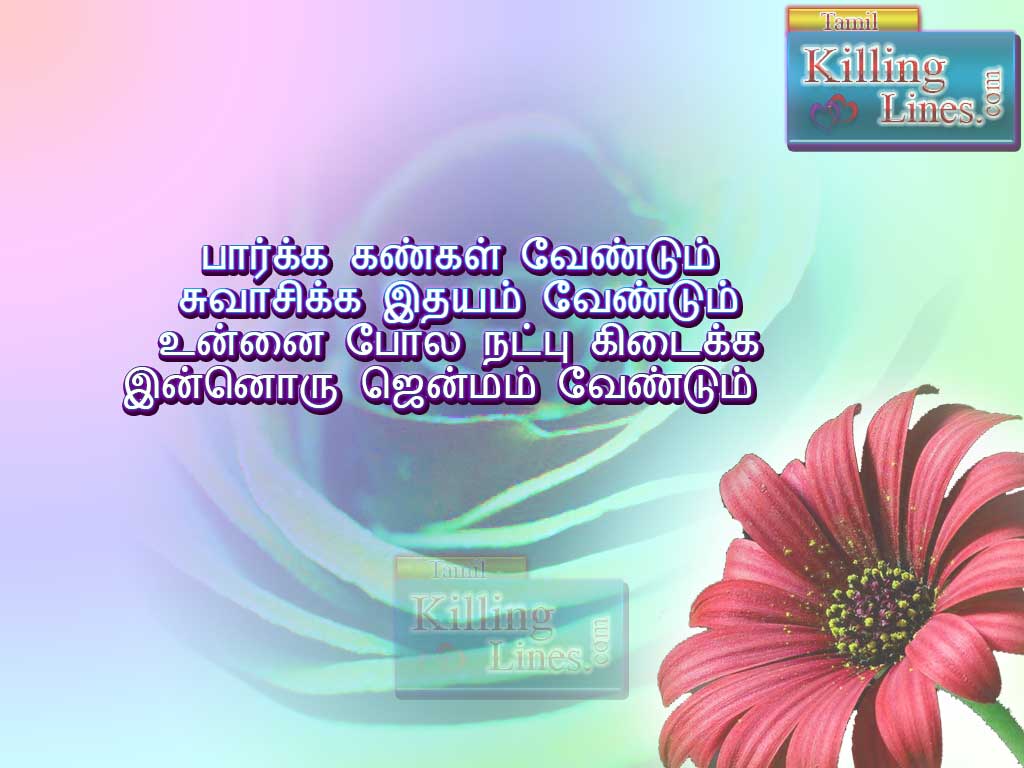 Tamil
Killing
Lines.com
பார்க்க கண்கள் வேண்டும்
சுவாசிக்க இதயம் வேண்டும்
உன்னை போல நட்பு கிடைக்க
இன்னொரு ஜென்மம் வேண்டும்
Tamil
Killing
Lines.com